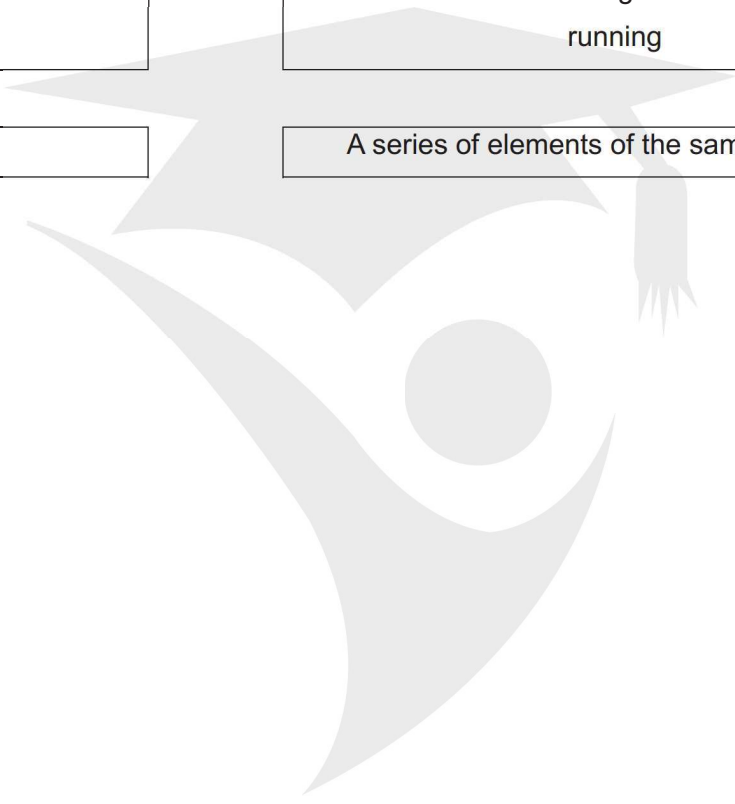 running
A series of elements of the